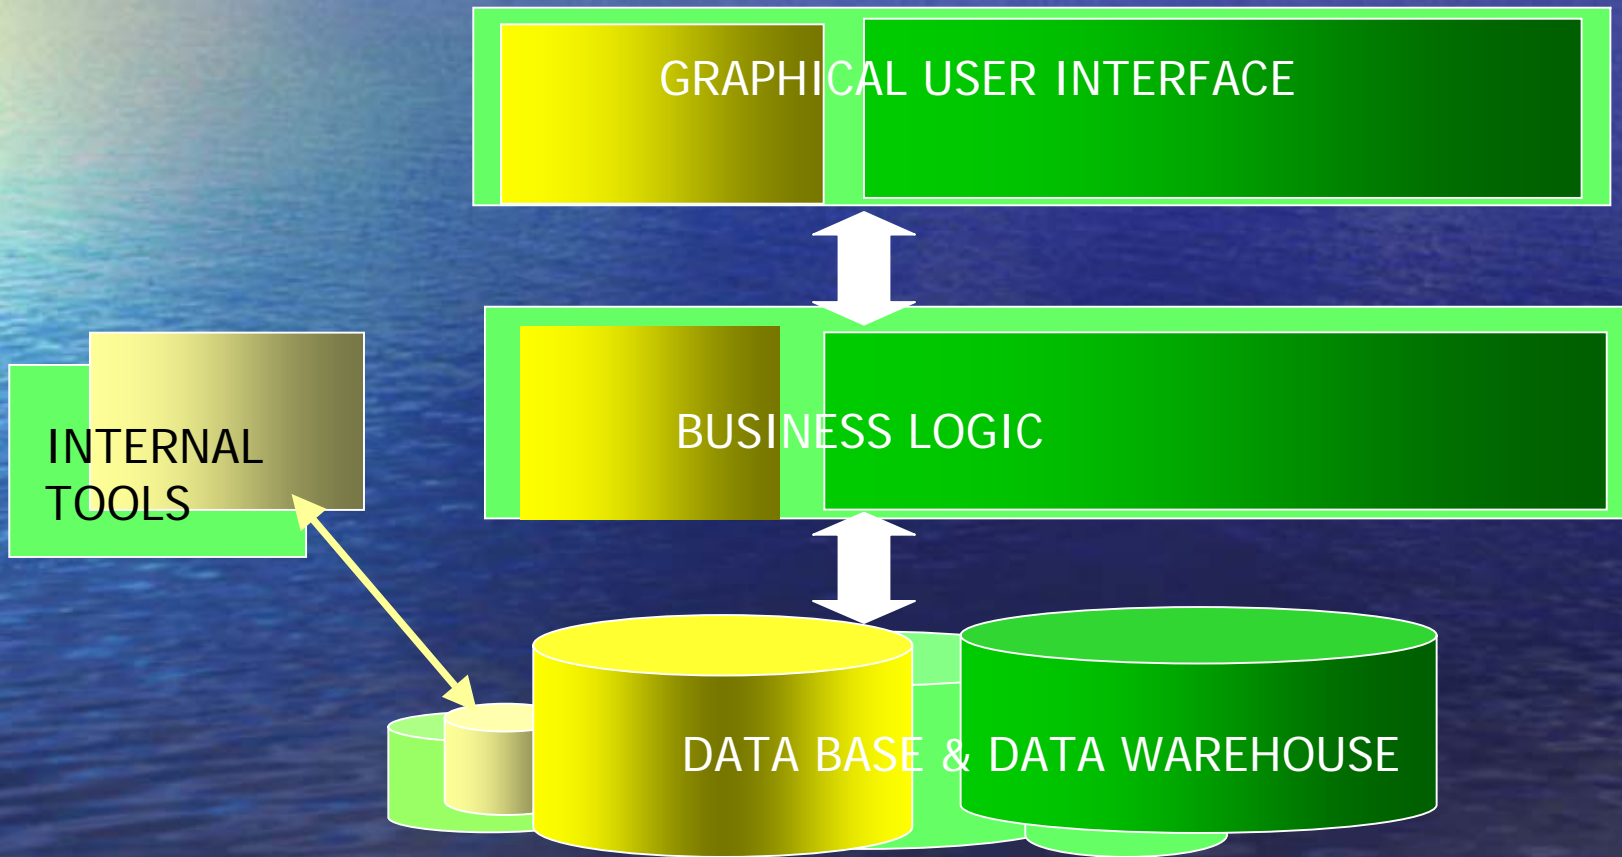 GRAPHICAL USER INTERFACE
BUSINESS LOGIC
INTERNAL
TOOLS
DATA BASE & DATA WAREHOUSE